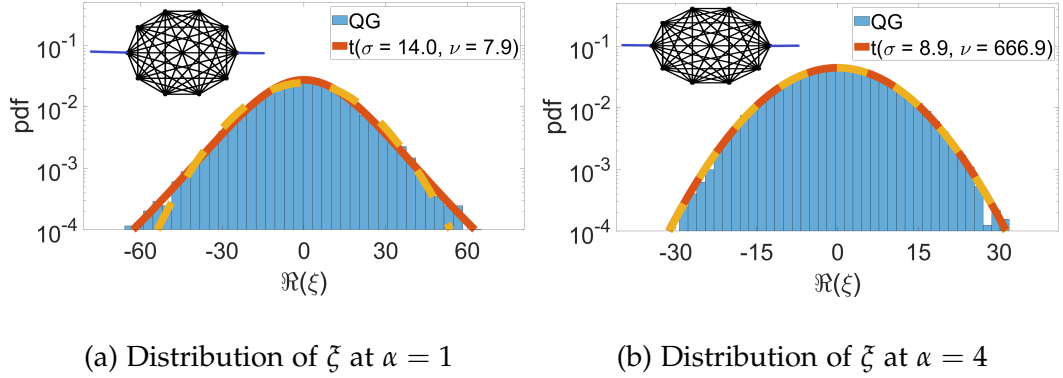 QG
t(σ = 14.0, ν = 7.9)
pdf
10⁻¹
10⁻²
10⁻³
10⁻⁴
-60 -30 0 30 60
ℜ(ξ)
(a) Distribution of ξ at α = 1
QG
t(σ = 8.9, ν = 666.9)
pdf
10⁻¹
10⁻²
10⁻³
10⁻⁴
-30 -15 0 15 30
ℜ(ξ)
(b) Distribution of ξ at α = 4